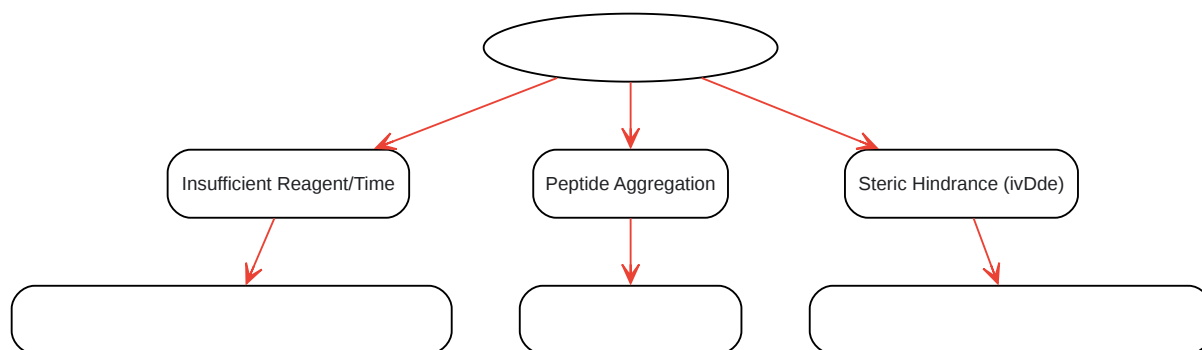 Insufficient Reagent/Time
Peptide Aggregation
Steric Hindrance (ivDde)